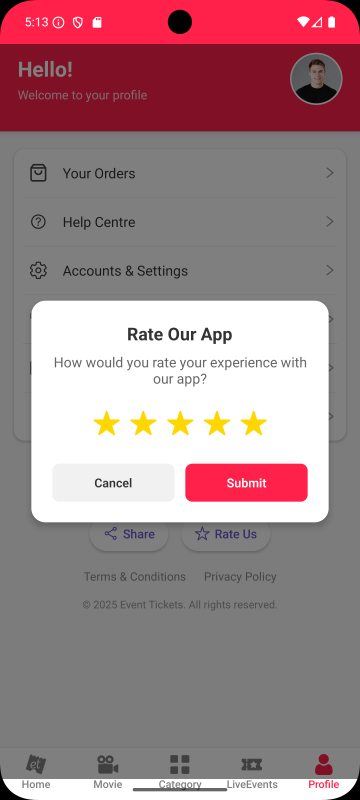 5:13
Hello!
Welcome to your profile
Your Orders
Help Centre
Accounts & Settings
Rate Our App
How would you rate your experience with
our app?
Cancel
Submit
Share
Rate Us
Terms & Conditions
Privacy Policy
© 2025 Event Tickets. All rights reserved.
et
Home
Movie
Category
LiveEvents
Profile